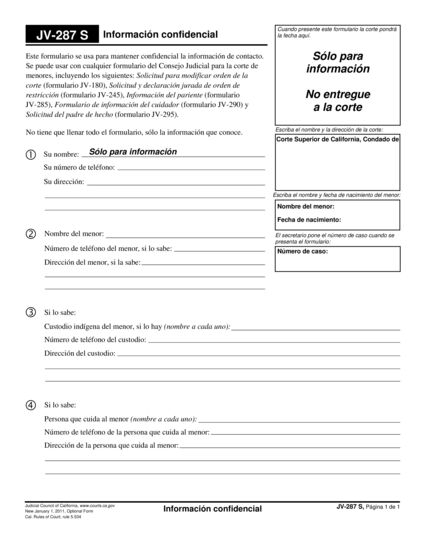 JV-287 S Información confidencial
Cuando presente este formulario la corte pondrá
la fecha aquí.
Este formulario se usa para mantener confidencial la información de contacto.
Se puede usar con cualquier formulario del Consejo Judicial para la corte de
menores, incluyendo los siguientes: Solicitud para modificar orden de la
corte (formulario JV-180), Solicitud y declaración jurada de orden de
restricción (formulario JV-245), Información del pariente (formulario
JV-285), Formulario de información del cuidador (formulario JV-290) y
Solicitud del padre de hecho (formulario JV-295).
Sólo para
información
No entregue
a la corte
No tiene que llenar todo el formulario, sólo la información que conoce.
Escriba el nombre y la dirección de la corte:
Corte Superior de California, Condado de
1 Su nombre: Sólo para información
Su número de teléfono:
Su dirección:
Escriba el nombre y fecha de nacimiento del menor:
Nombre del menor:
Fecha de nacimiento:
El secretario pone el número de caso cuando se
presenta el formulario:
Número de caso:
2 Nombre del menor:
Número de teléfono del menor, si lo sabe:
Dirección del menor, si la sabe:
3 Si lo sabe:
Custodio indígena del menor, si lo hay (nombre a cada uno):
Número de teléfono del custodio:
Dirección del custodio:
4 Si lo sabe:
Persona que cuida al menor (nombre a cada uno):
Número de teléfono de la persona que cuida al menor:
Dirección de la persona que cuida al menor:
Judicial Council of California, www.courts.ca.gov
New January 1, 2011, Optional Form
Cal. Rules of Court, rule 5.534
Información confidencial
JV-287 S, Página 1 de 1